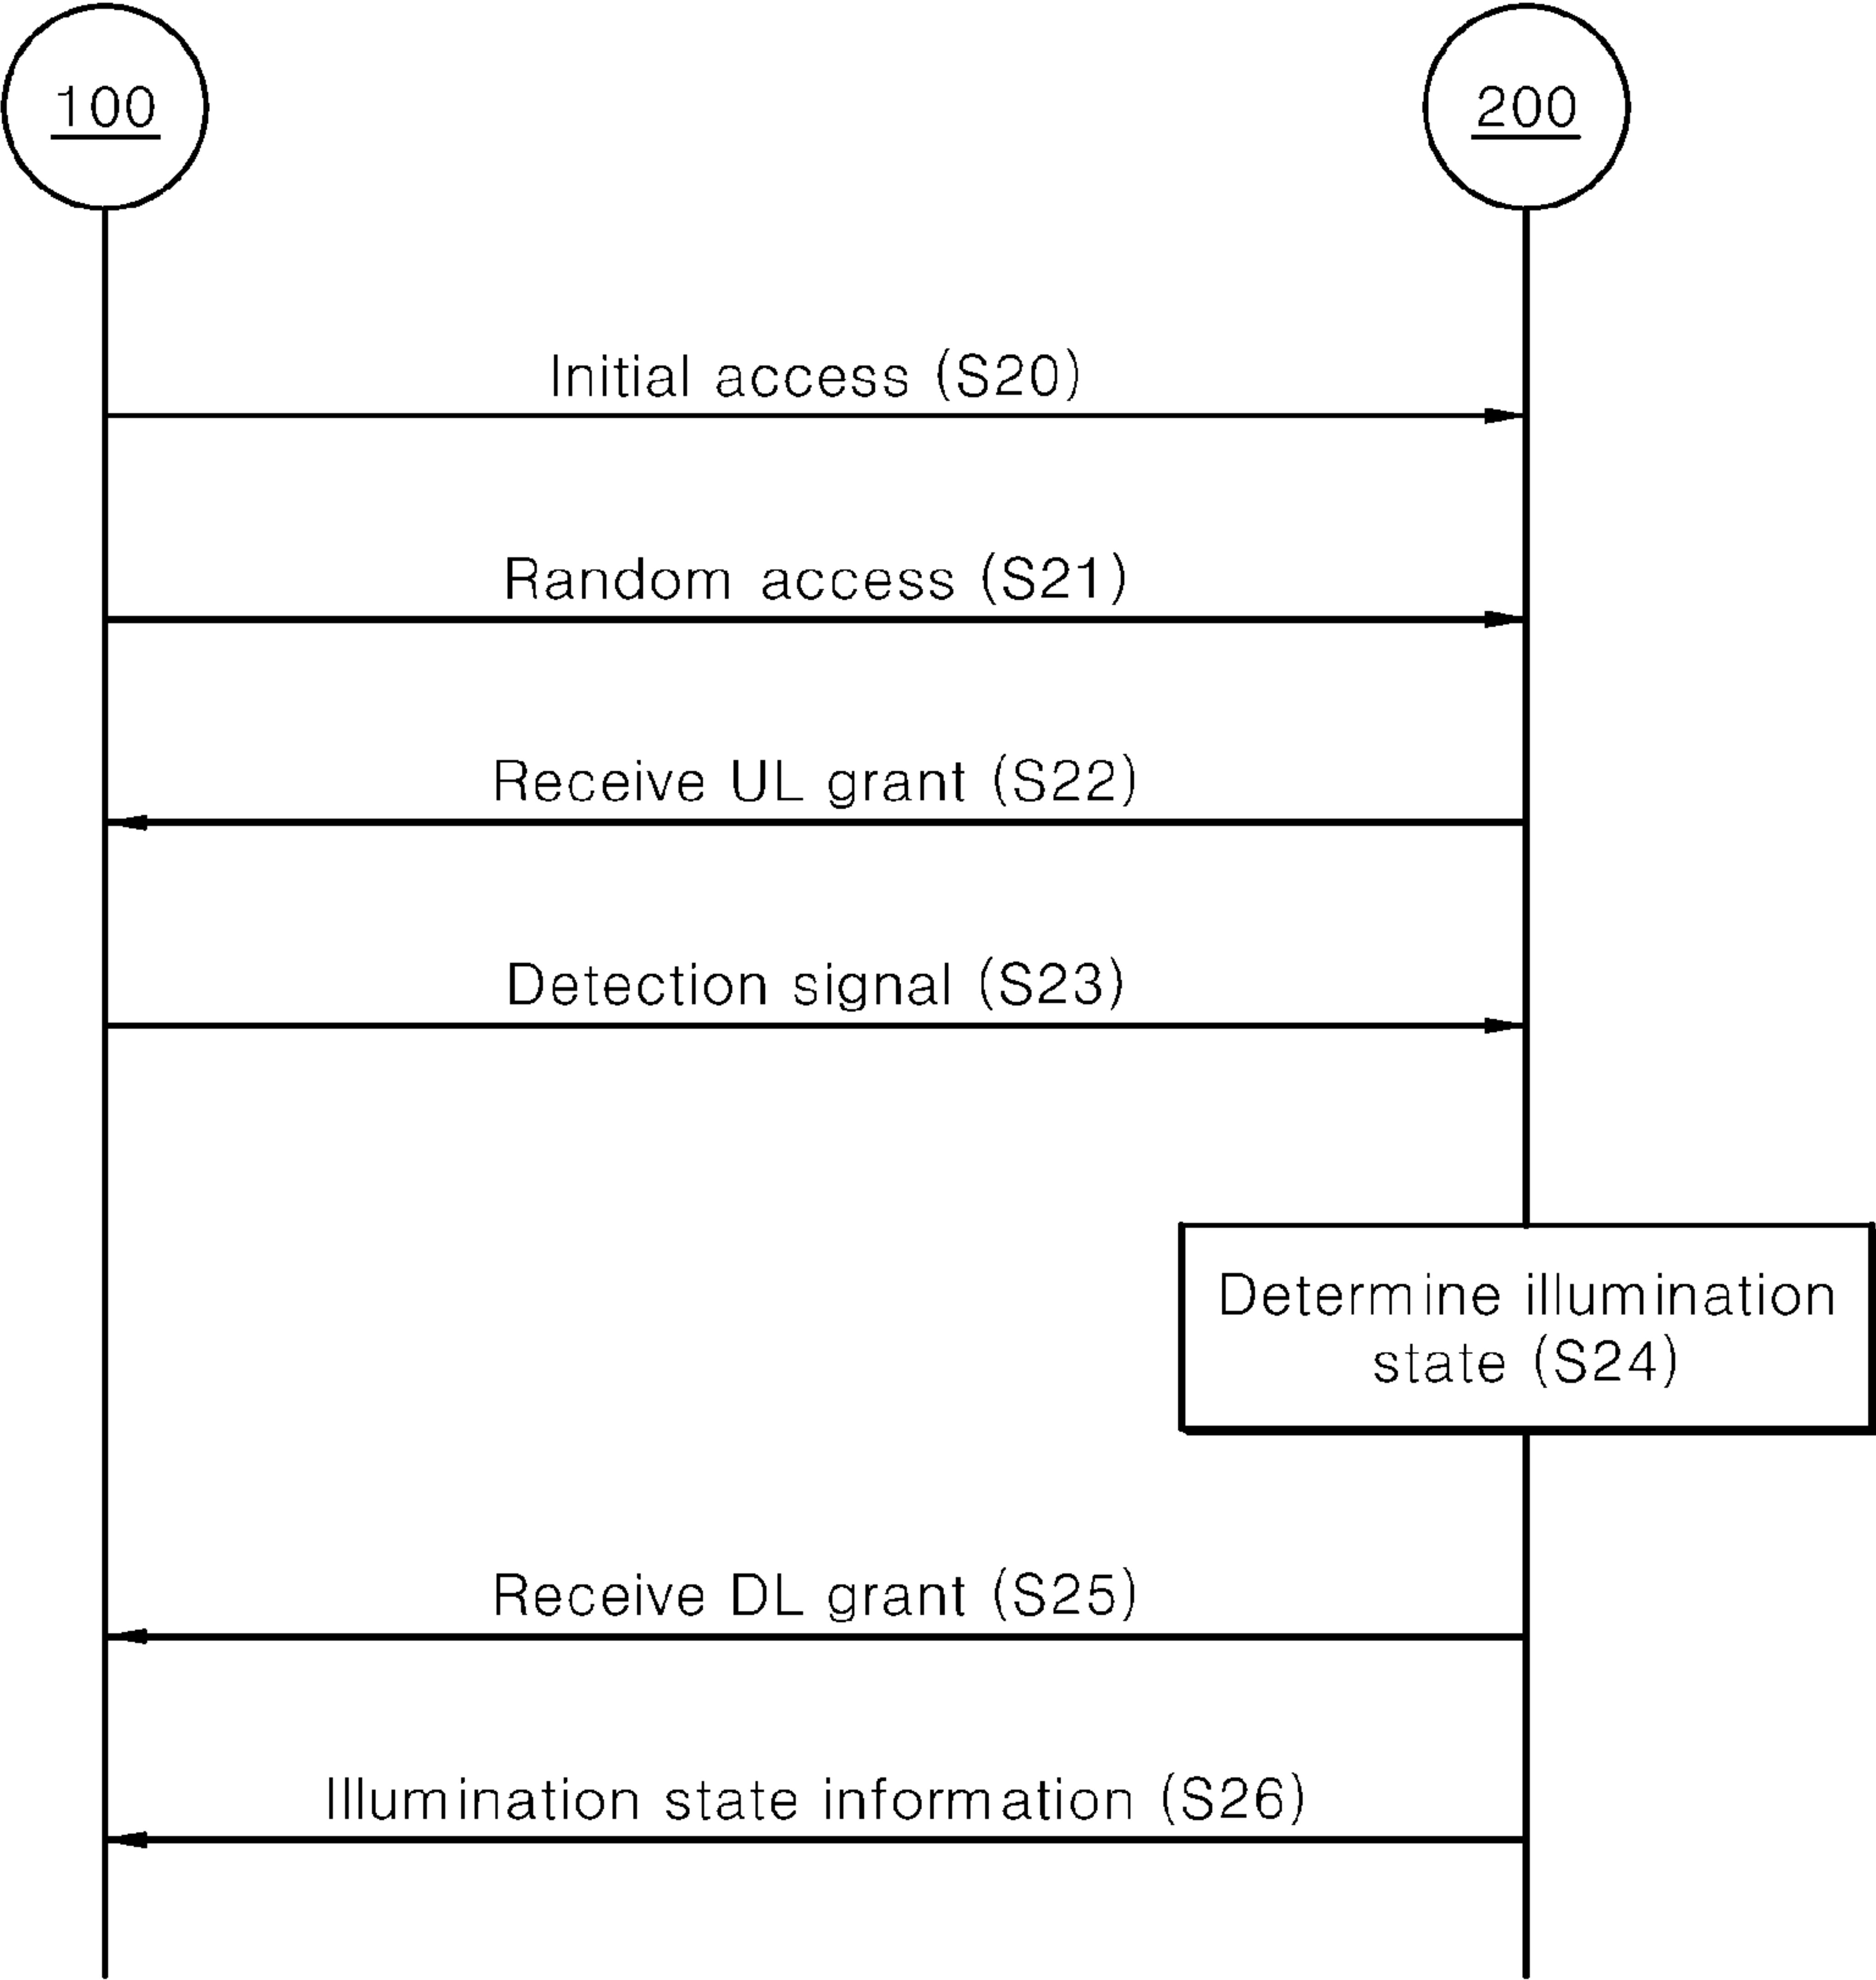 100
200
Initial access (S20)
Random access (S21)
Receive UL grant (S22)
Detection signal (S23)
Determine illumination
state (S24)
Receive DL grant (S25)
Illumination state information (S26)